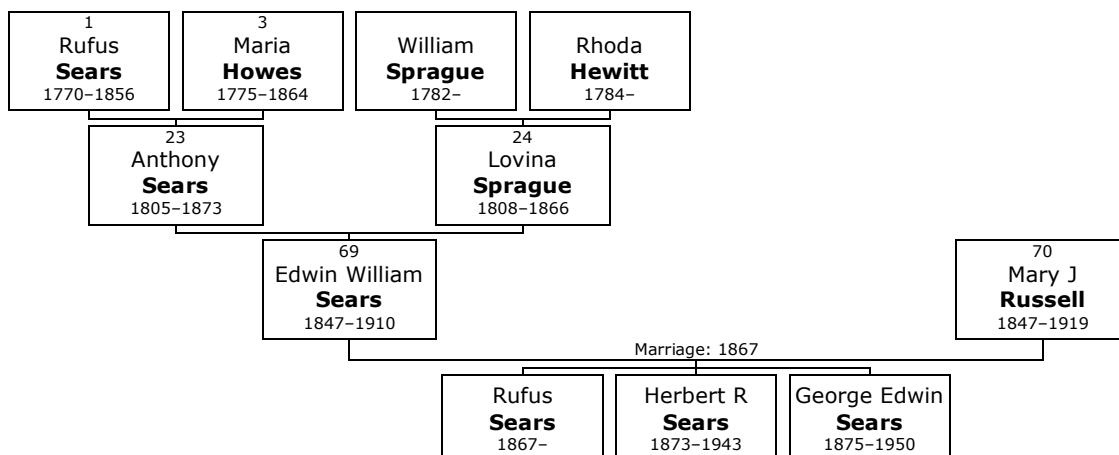 1
Rufus
Sears
1770–1856
3
Maria
Howes
1775–1864
William
Sprague
1782–
Rhoda
Hewitt
1784–
23
Anthony
Sears
1805–1873
24
Lovina
Sprague
1808–1866
69
Edwin William
Sears
1847–1910
70
Mary J
Russell
1847–1919
Marriage: 1867
Rufus
Sears
1867–
Herbert R
Sears
1873–1943
George Edwin
Sears
1875–1950